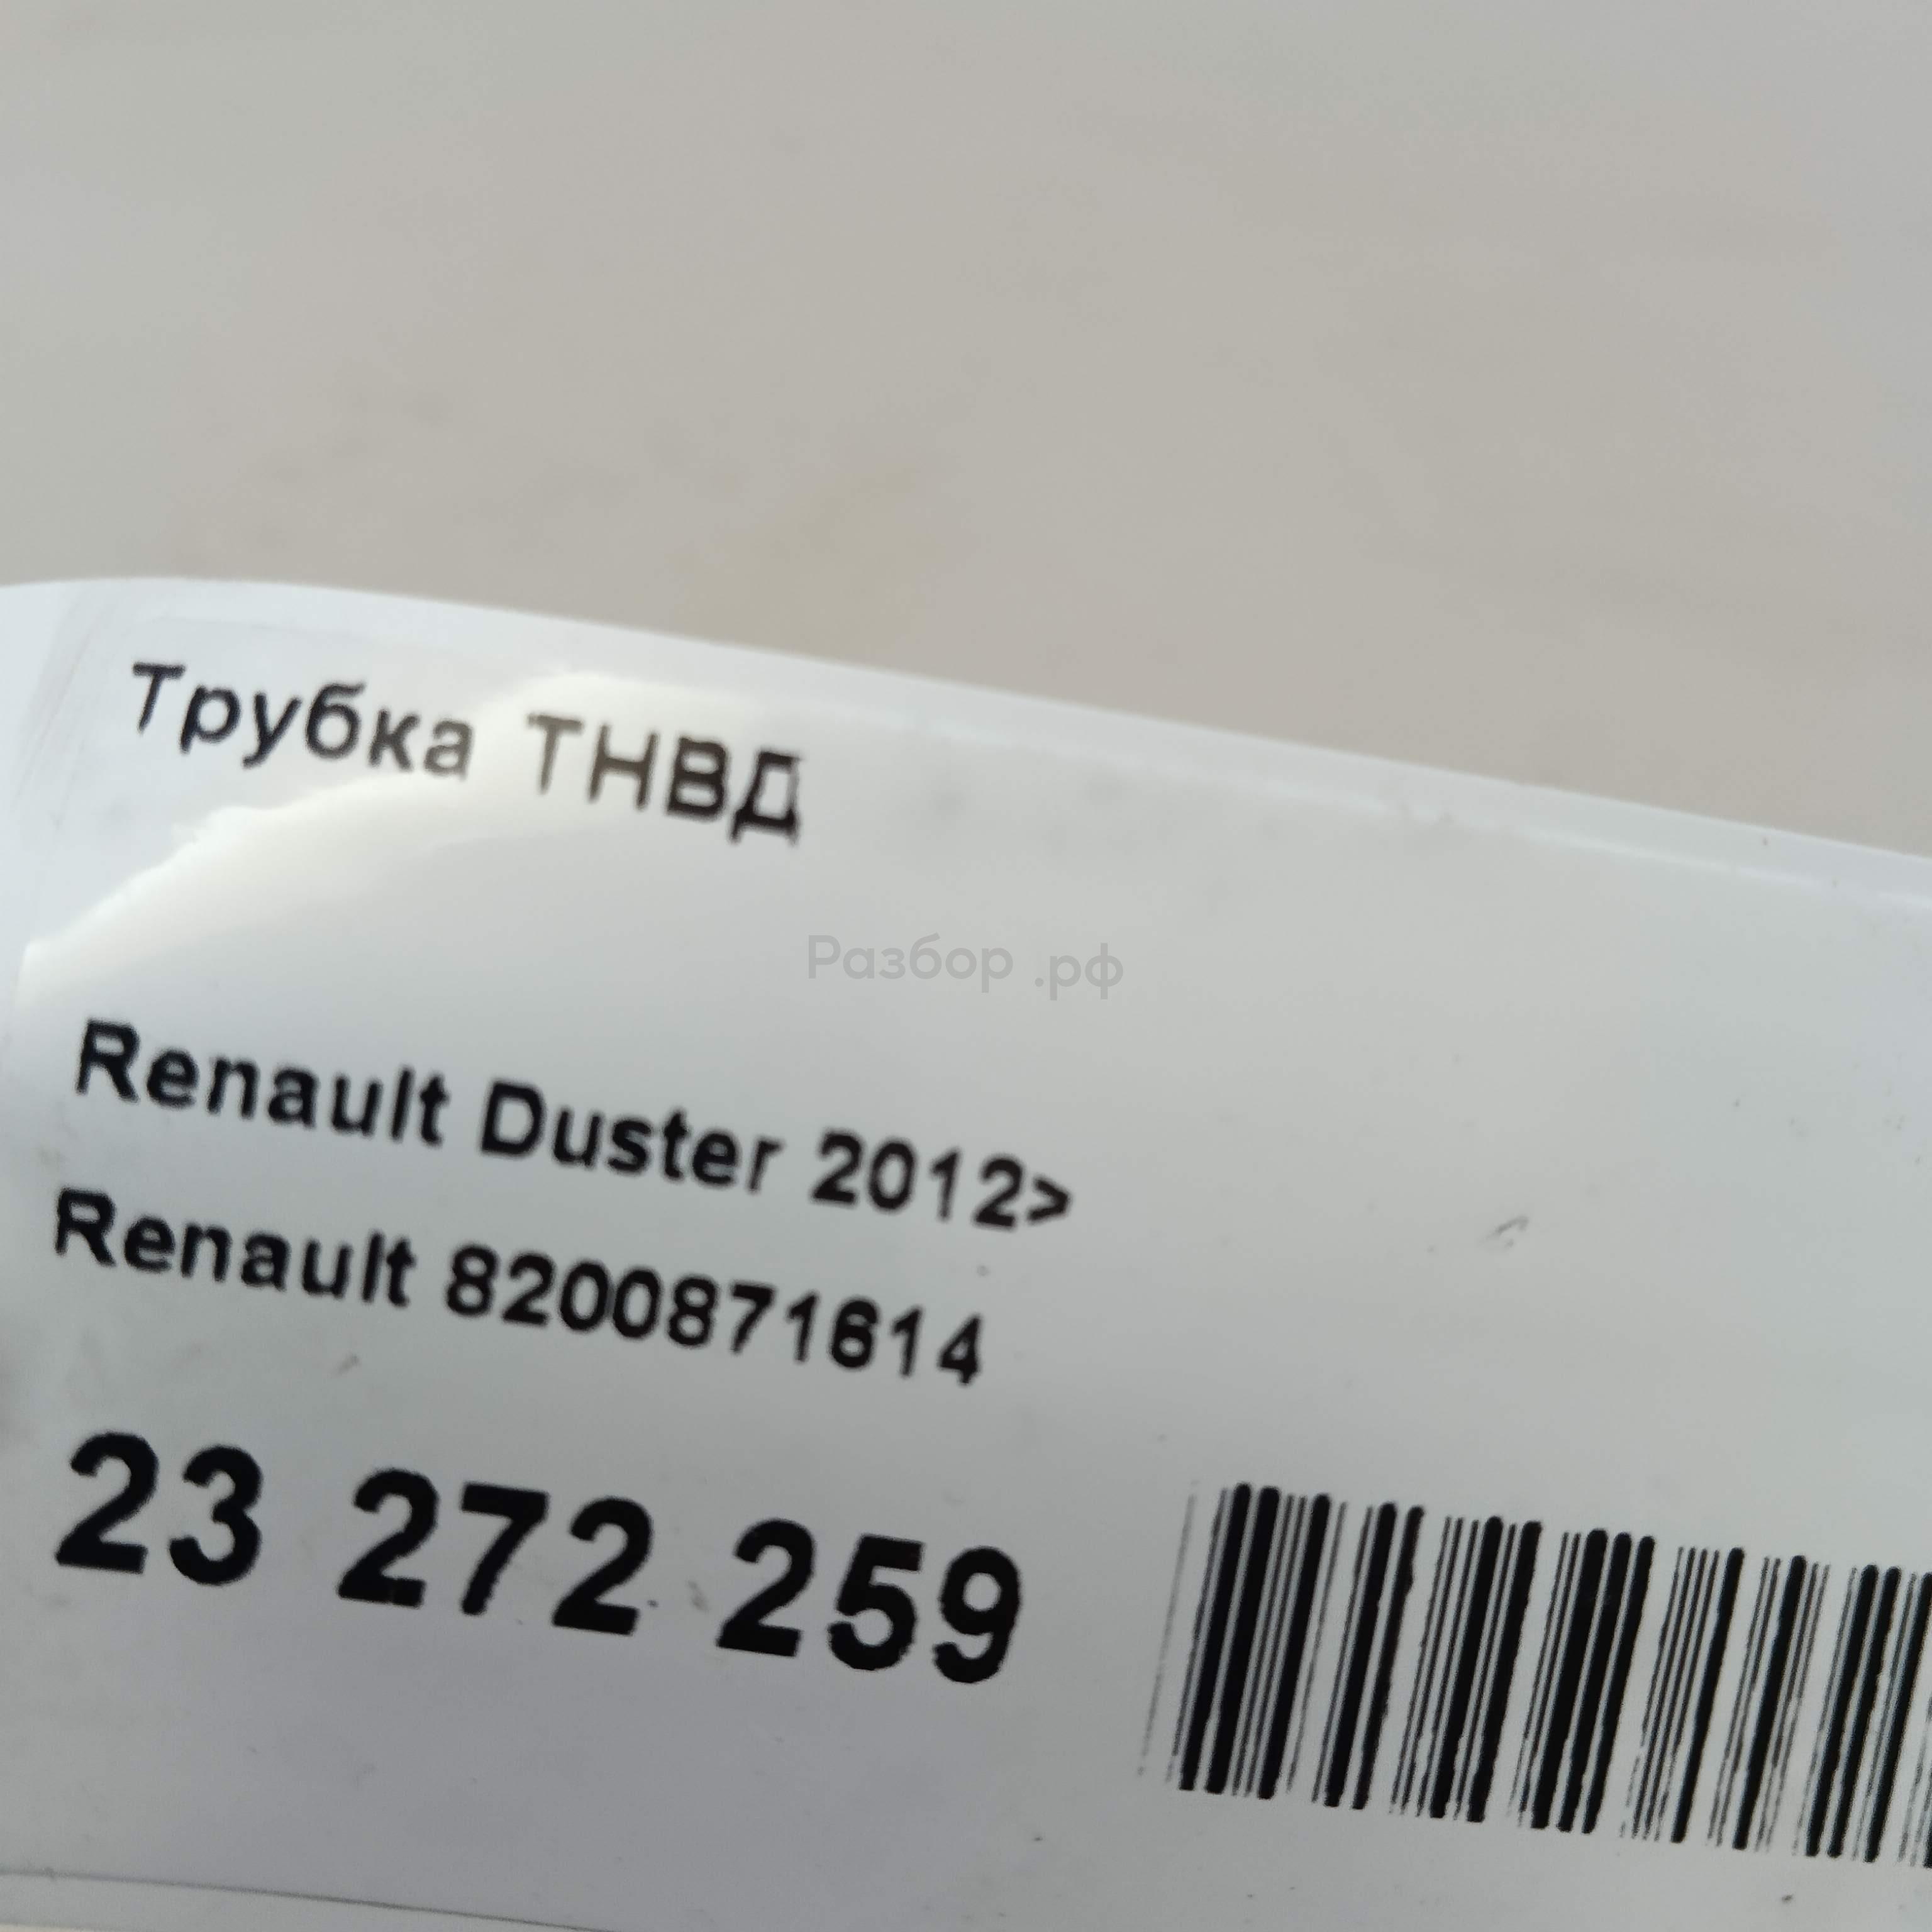 Трубка ТНВД
Разбор .рф
Renault Duster 2012>
Renault 8200871614
23 272 259